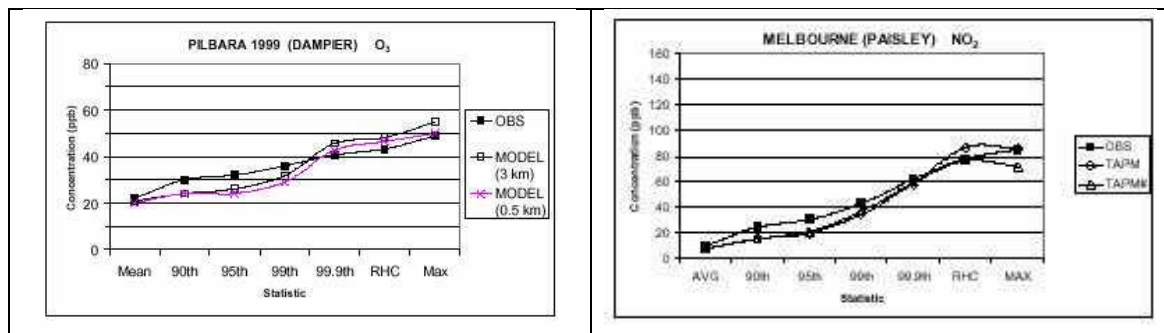 PILBARA 1999 (DAMPIER) O₃
Concentration (ppb)
80
60
40
20
0
Mean 90th 95th 99th 99.9th RHC Max
Statistic
OBS
MODEL
(3 km)
MODEL
(0.5 km)
MELBOURNE (PAISLEY) NO₂
Concentration (ppb)
160
140
120
100
80
60
40
20
0
AVG 90th 95th 99th 99.9th RHC MAX
Statistic
OBS
TAPM
TAPM#